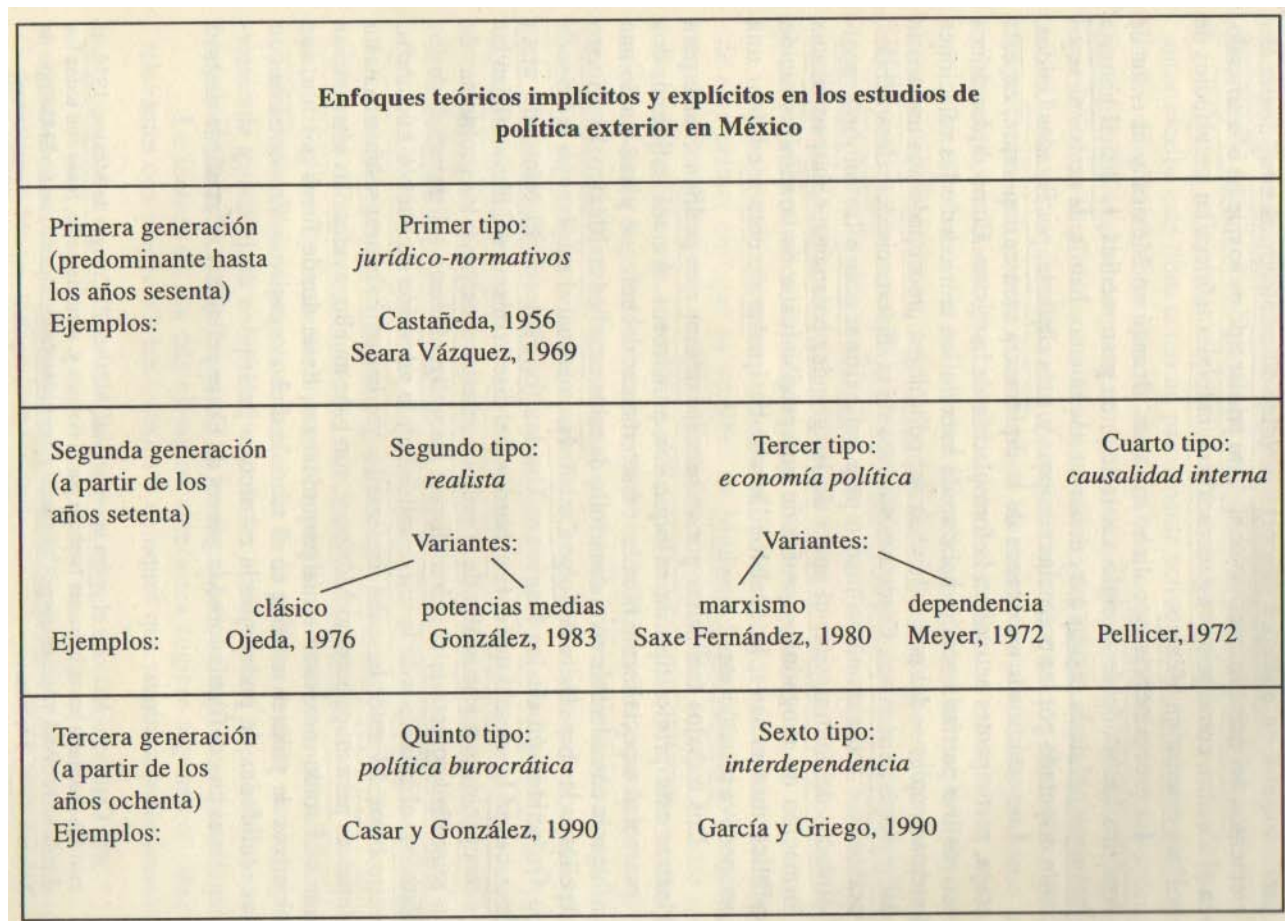 Enfoques teóricos implícitos y explícitos en los estudios de
política exterior en México
Primera generación
(predominante hasta
los años sesenta)
Ejemplos:
Primer tipo:
jurídico-normativos
Castañeda, 1956
Seara Vázquez, 1969
Segunda generación
(a partir de los
años setenta)
Segundo tipo:
realista
Tercer tipo:
economía política
Cuarto tipo:
causalidad interna
Variantes:
Variantes:
clásico
potencias medias
marxismo
dependencia
Ejemplos:
Ojeda, 1976
González, 1983
Saxe Fernández, 1980
Meyer, 1972
Pellicer,1972
Tercera generación
(a partir de los
años ochenta)
Ejemplos:
Quinto tipo:
política burocrática
Casar y González, 1990
Sexto tipo:
interdependencia
García y Griego, 1990